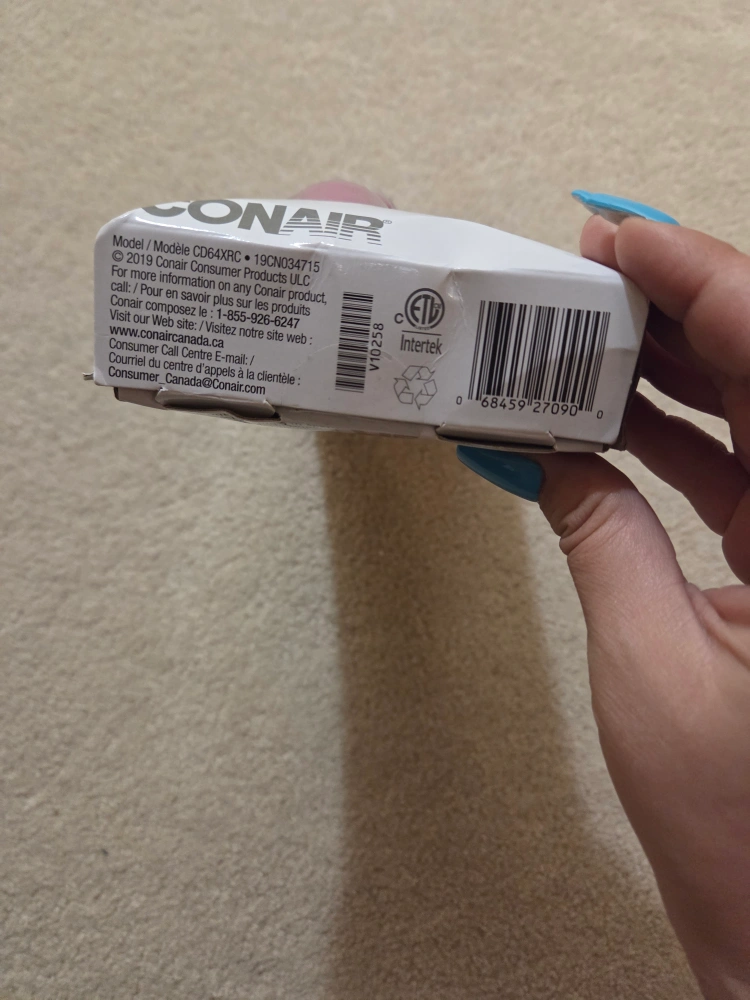 CONAIR®
Model / Modèle CD64XRC • 19CN034715
© 2019 Conair Consumer Products ULC
For more information on any Conair product,
call: / Pour en savoir plus sur les produits
Conair composez le : 1-855-926-6247
Visit our Web site: / Visitez notre site web :
www.conaircanada.ca
Consumer Call Centre E-mail: /
Courriel du centre d'appels à la clientèle :
Consumer_Canada@Conair.com
V10258
C ETL
Intertek
0 68459 27090 0